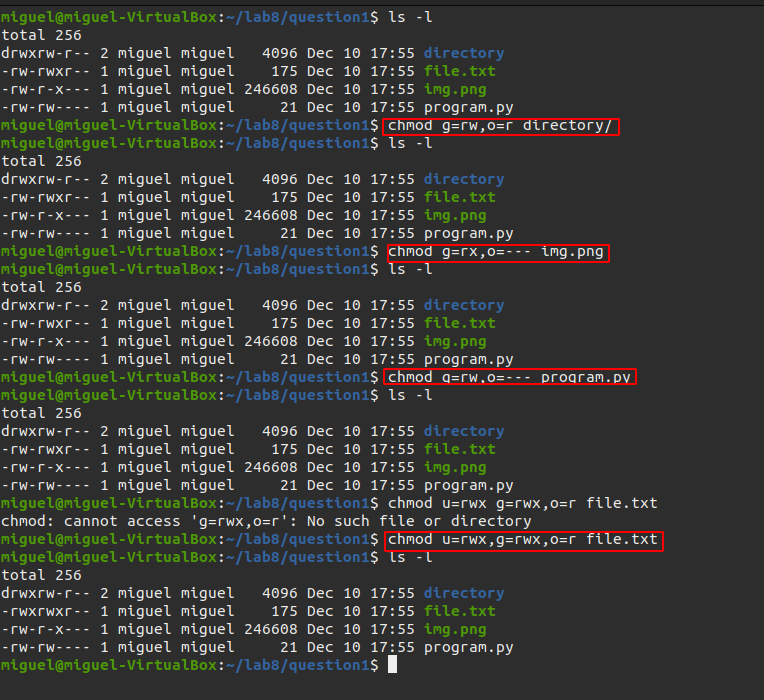 miguel@miguel-VirtualBox:~/lab8/question1$ ls -l
total 256
drwxrw-r-- 2 miguel miguel   4096 Dec 10 17:55 directory
-rw-rwxr-- 1 miguel miguel    175 Dec 10 17:55 file.txt
-rw-r-x--- 1 miguel miguel 246608 Dec 10 17:55 img.png
-rw-rw---- 1 miguel miguel     21 Dec 10 17:55 program.py
miguel@miguel-VirtualBox:~/lab8/question1$ chmod g=rw,o=r directory/
miguel@miguel-VirtualBox:~/lab8/question1$ ls -l
total 256
drwxrw-r-- 2 miguel miguel   4096 Dec 10 17:55 directory
-rw-rwxr-- 1 miguel miguel    175 Dec 10 17:55 file.txt
-rw-r-x--- 1 miguel miguel 246608 Dec 10 17:55 img.png
-rw-rw---- 1 miguel miguel     21 Dec 10 17:55 program.py
miguel@miguel-VirtualBox:~/lab8/question1$ chmod g=rx,o=--- img.png
miguel@miguel-VirtualBox:~/lab8/question1$ ls -l
total 256
drwxrw-r-- 2 miguel miguel   4096 Dec 10 17:55 directory
-rw-rwxr-- 1 miguel miguel    175 Dec 10 17:55 file.txt
-rw-r-x--- 1 miguel miguel 246608 Dec 10 17:55 img.png
-rw-rw---- 1 miguel miguel     21 Dec 10 17:55 program.py
miguel@miguel-VirtualBox:~/lab8/question1$ chmod g=rw,o=--- program.py
miguel@miguel-VirtualBox:~/lab8/question1$ ls -l
total 256
drwxrw-r-- 2 miguel miguel   4096 Dec 10 17:55 directory
-rw-rwxr-- 1 miguel miguel    175 Dec 10 17:55 file.txt
-rw-r-x--- 1 miguel miguel 246608 Dec 10 17:55 img.png
-rw-rw---- 1 miguel miguel     21 Dec 10 17:55 program.py
miguel@miguel-VirtualBox:~/lab8/question1$ chmod u=rwx g=rwx,o=r file.txt
chmod: cannot access 'g=rwx,o=r': No such file or directory
miguel@miguel-VirtualBox:~/lab8/question1$ chmod u=rwx,g=rwx,o=r file.txt
miguel@miguel-VirtualBox:~/lab8/question1$ ls -l
total 256
drwxrw-r-- 2 miguel miguel   4096 Dec 10 17:55 directory
-rwxrwxr-- 1 miguel miguel    175 Dec 10 17:55 file.txt
-rw-r-x--- 1 miguel miguel 246608 Dec 10 17:55 img.png
-rw-rw---- 1 miguel miguel     21 Dec 10 17:55 program.py
miguel@miguel-VirtualBox:~/lab8/question1$